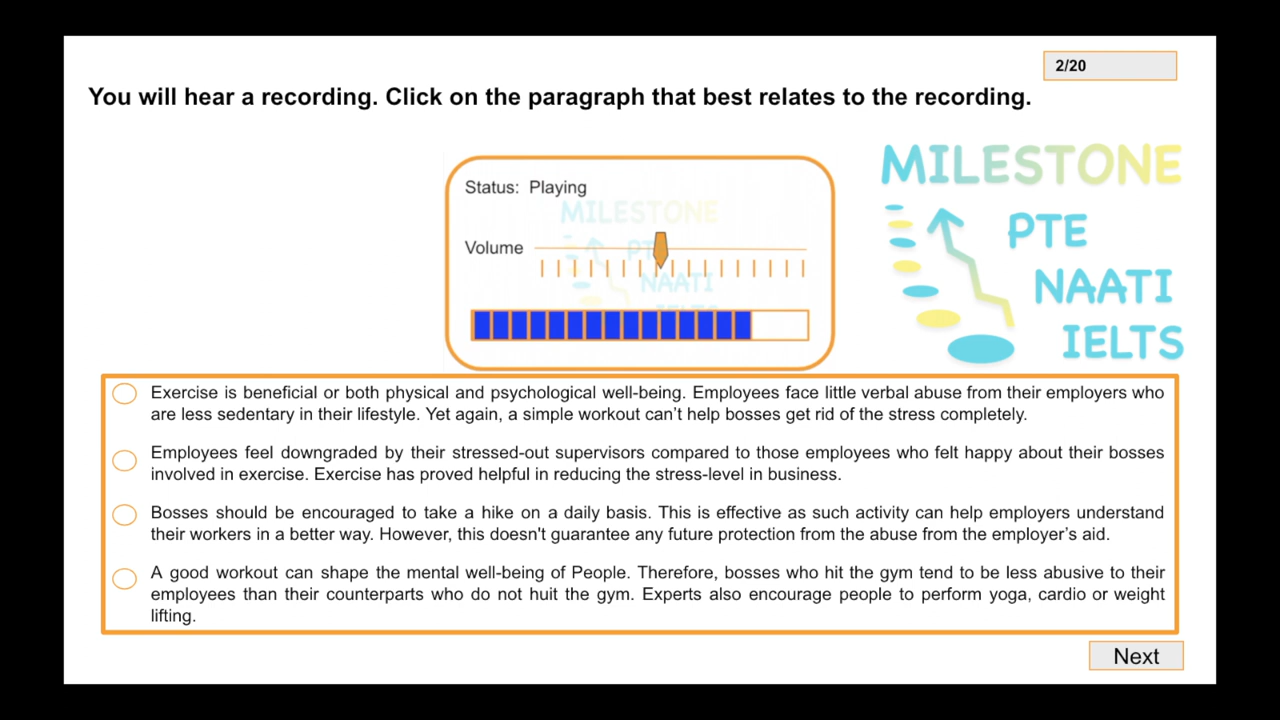 2/20
You will hear a recording. Click on the paragraph that best relates to the recording.
MILESTONE
PTE
NAATI
IELTS
Status: Playing
MILESTONE
Volume
PT
NAATI
Exercise is beneficial or both physical and psychological well-being. Employees face little verbal abuse from their employers who
are less sedentary in their lifestyle. Yet again, a simple workout can’t help bosses get rid of the stress completely.
Employees feel downgraded by their stressed-out supervisors compared to those employees who felt happy about their bosses
involved in exercise. Exercise has proved helpful in reducing the stress-level in business.
Bosses should be encouraged to take a hike on a daily basis. This is effective as such activity can help employers understand
their workers in a better way. However, this doesn't guarantee any future protection from the abuse from the employer’s aid.
A good workout can shape the mental well-being of People. Therefore, bosses who hit the gym tend to be less abusive to their
employees than their counterparts who do not huit the gym. Experts also encourage people to perform yoga, cardio or weight
lifting.
Next